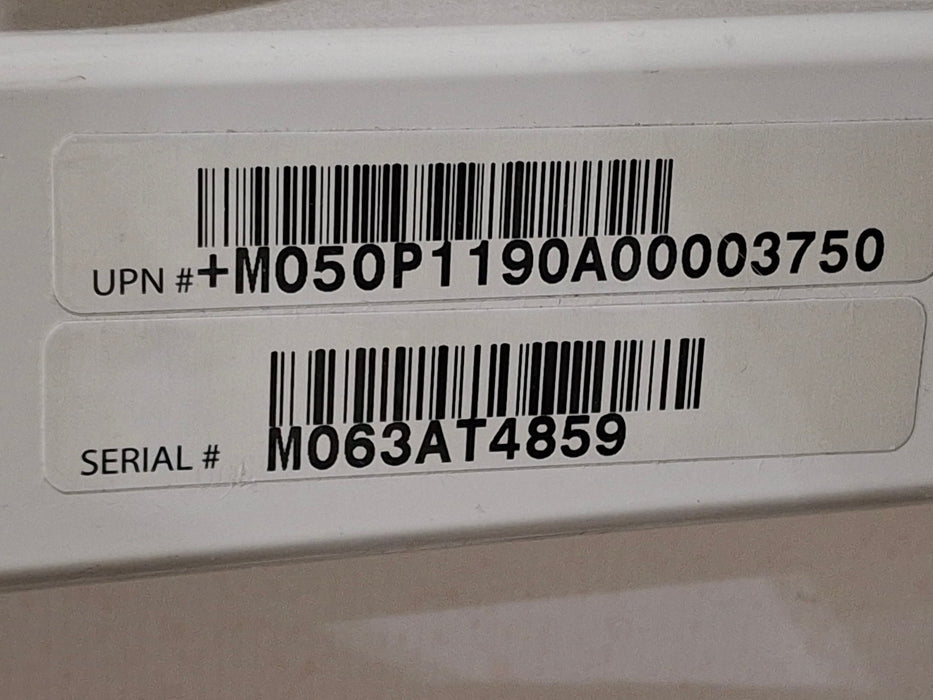 UPN #+M050P1190A00003750
SERIAL # M063AT4859